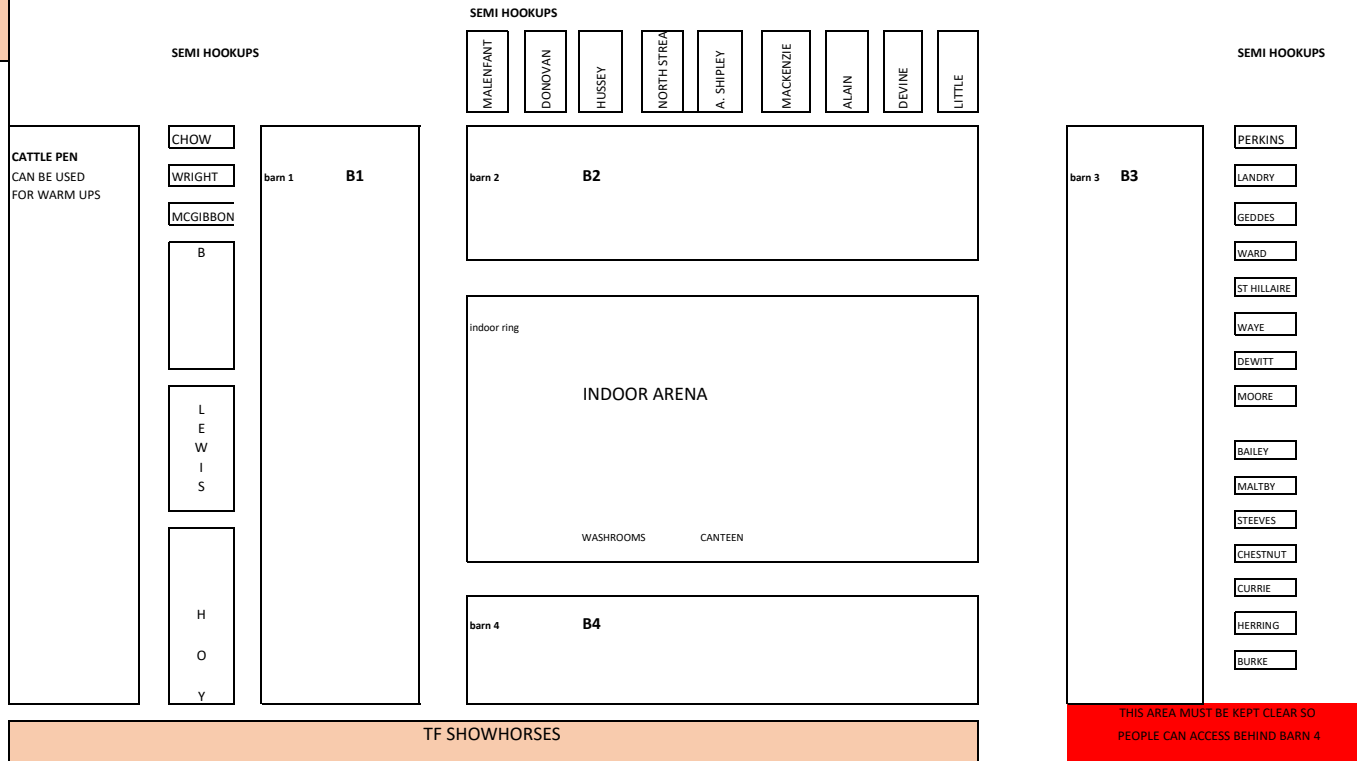 SEMI HOOKUPS
SEMI HOOKUPS
SEMI HOOKUPS
MALENFANT
DONOVAN
HUSSEY
NORTH STREA
A. SHIPLEY
MACKENZIE
ALAIN
DEVINE
LITTLE
CATTLE PEN
CAN BE USED
FOR WARM UPS
CHOW
WRIGHT
MCGIBBON
B
LEWIS
HOY
barn 1 B1
barn 2 B2
indoor ring
INDOOR ARENA
WASHROOMS CANTEEN
barn 4 B4
barn 3 B3
PERKINS
LANDRY
GEDDES
WARD
ST HILLAIRE
WAYE
DEWITT
MOORE
BAILEY
MALTBY
STEEVES
CHESTNUT
CURRIE
HERRING
BURKE
TF SHOWHORSES
THIS AREA MUST BE KEPT CLEAR SO
PEOPLE CAN ACCESS BEHIND BARN 4